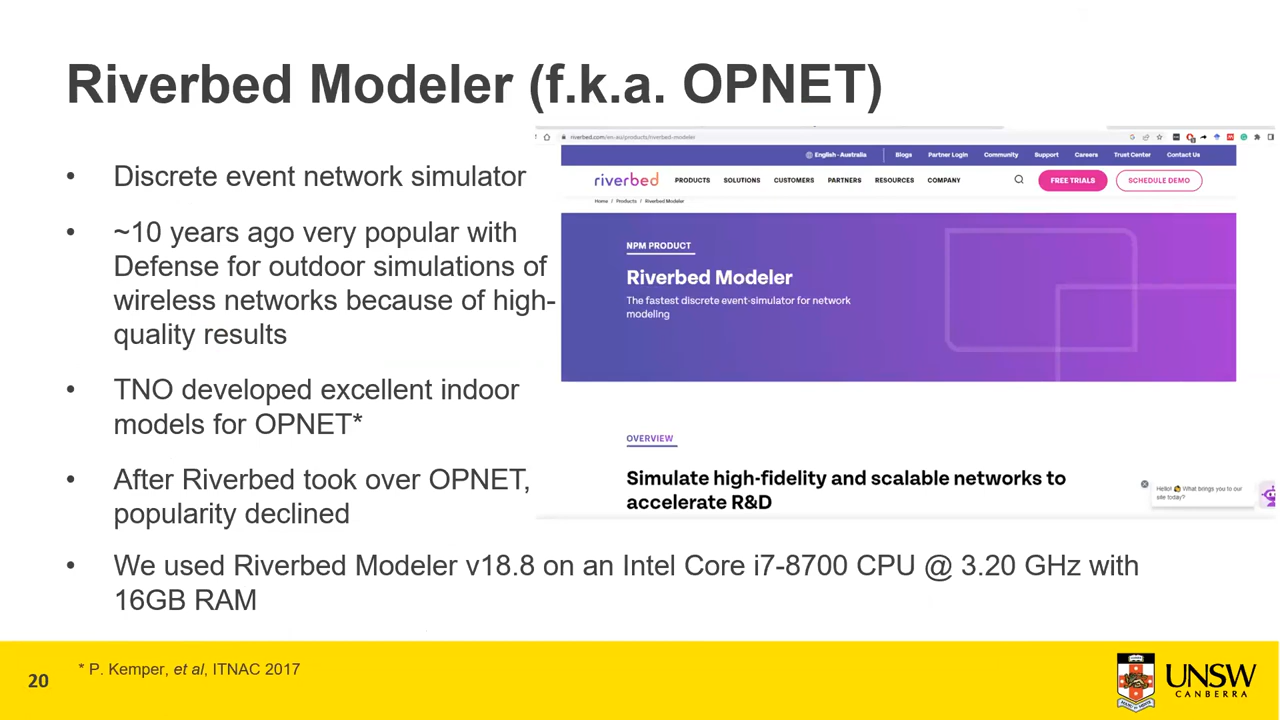 Riverbed Modeler (f.k.a. OPNET)
• Discrete event network simulator
• ~10 years ago very popular with
Defense for outdoor simulations of
wireless networks because of high-
quality results
• TNO developed excellent indoor
models for OPNET*
• After Riverbed took over OPNET,
popularity declined
• We used Riverbed Modeler v18.8 on an Intel Core i7-8700 CPU @ 3.20 GHz with
16GB RAM
riverbed.com/en-au/products/riverbed-modeler
English - Australia Blogs Partner Login Community Support Careers Trust Center Contact Us
riverbed PRODUCTS SOLUTIONS CUSTOMERS PARTNERS RESOURCES COMPANY FREE TRIALS SCHEDULE DEMO
Home / Products / Riverbed Modeler
NPM PRODUCT
Riverbed Modeler
The fastest discrete event-simulator for network
modeling
OVERVIEW
Simulate high-fidelity and scalable networks to
accelerate R&D
Hello! What brings you to our
site today?
* P. Kemper, et al, ITNAC 2017
20
UNSW
CANBERRA